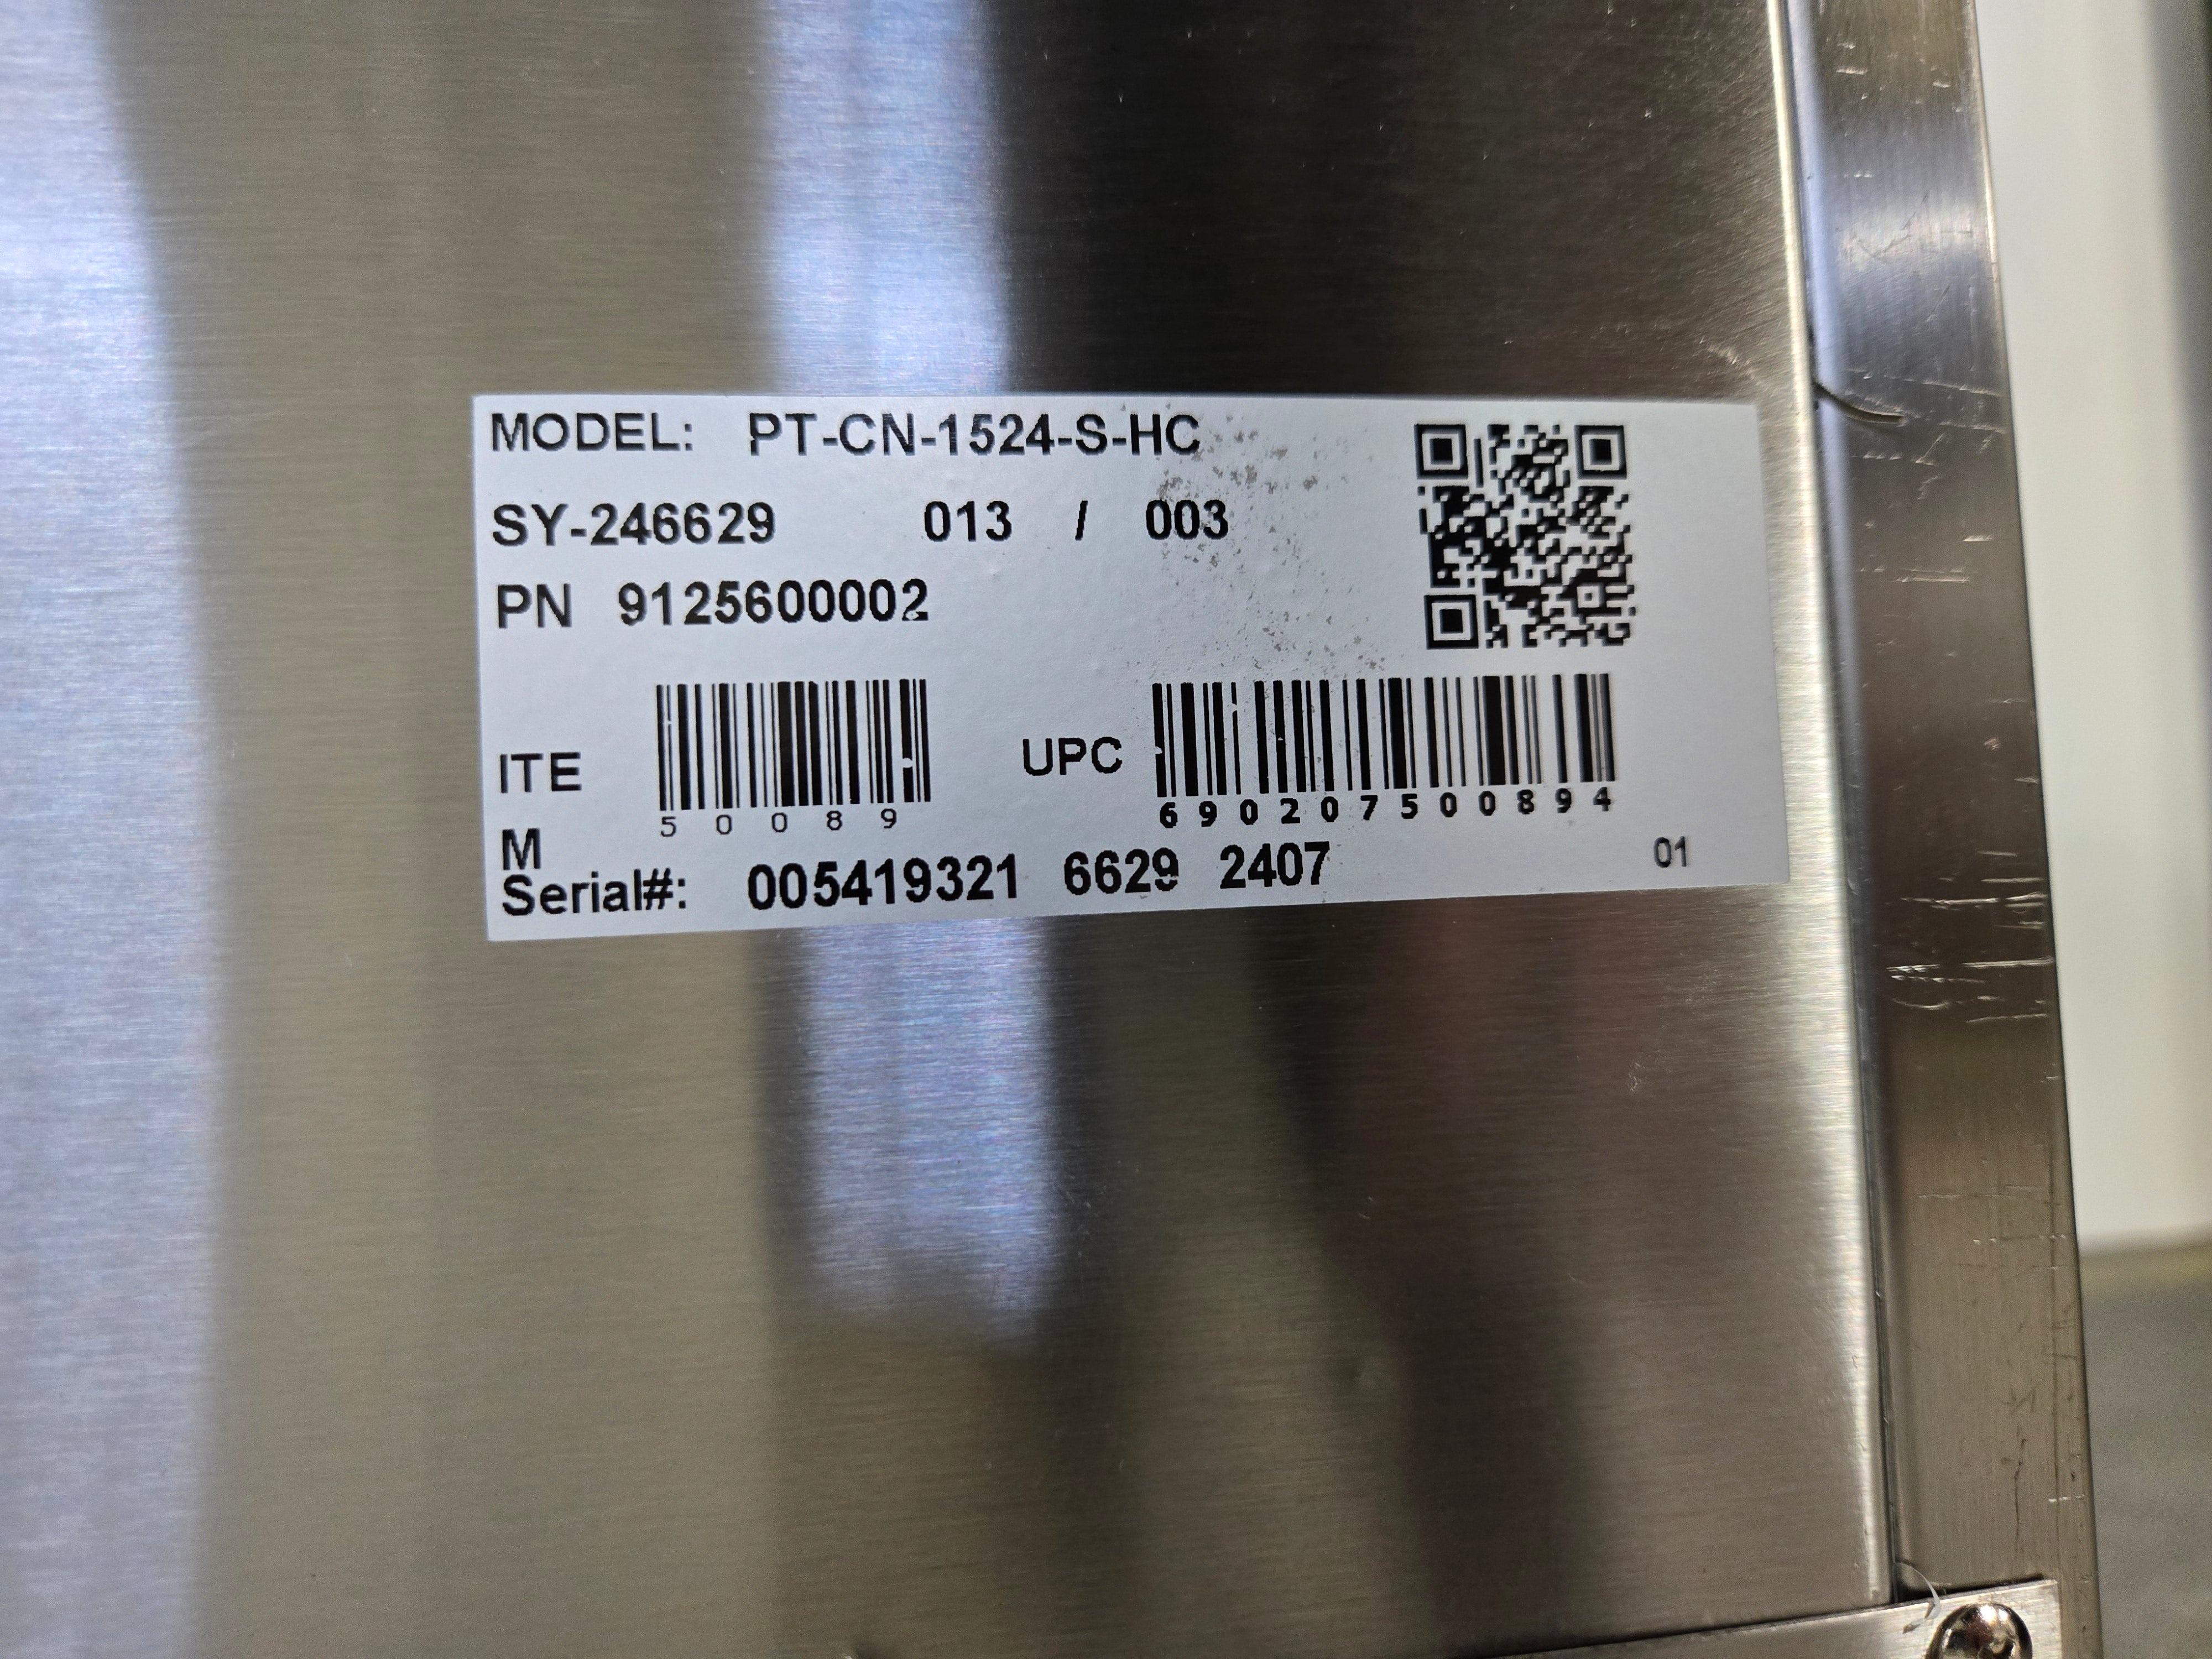 MODEL: PT-CN-1524-S-HC
SY-246629 013 / 003
PN 9125600002
ITE
M
50089
UPC
690207500894
Serial#: 005419321 6629 2407
01